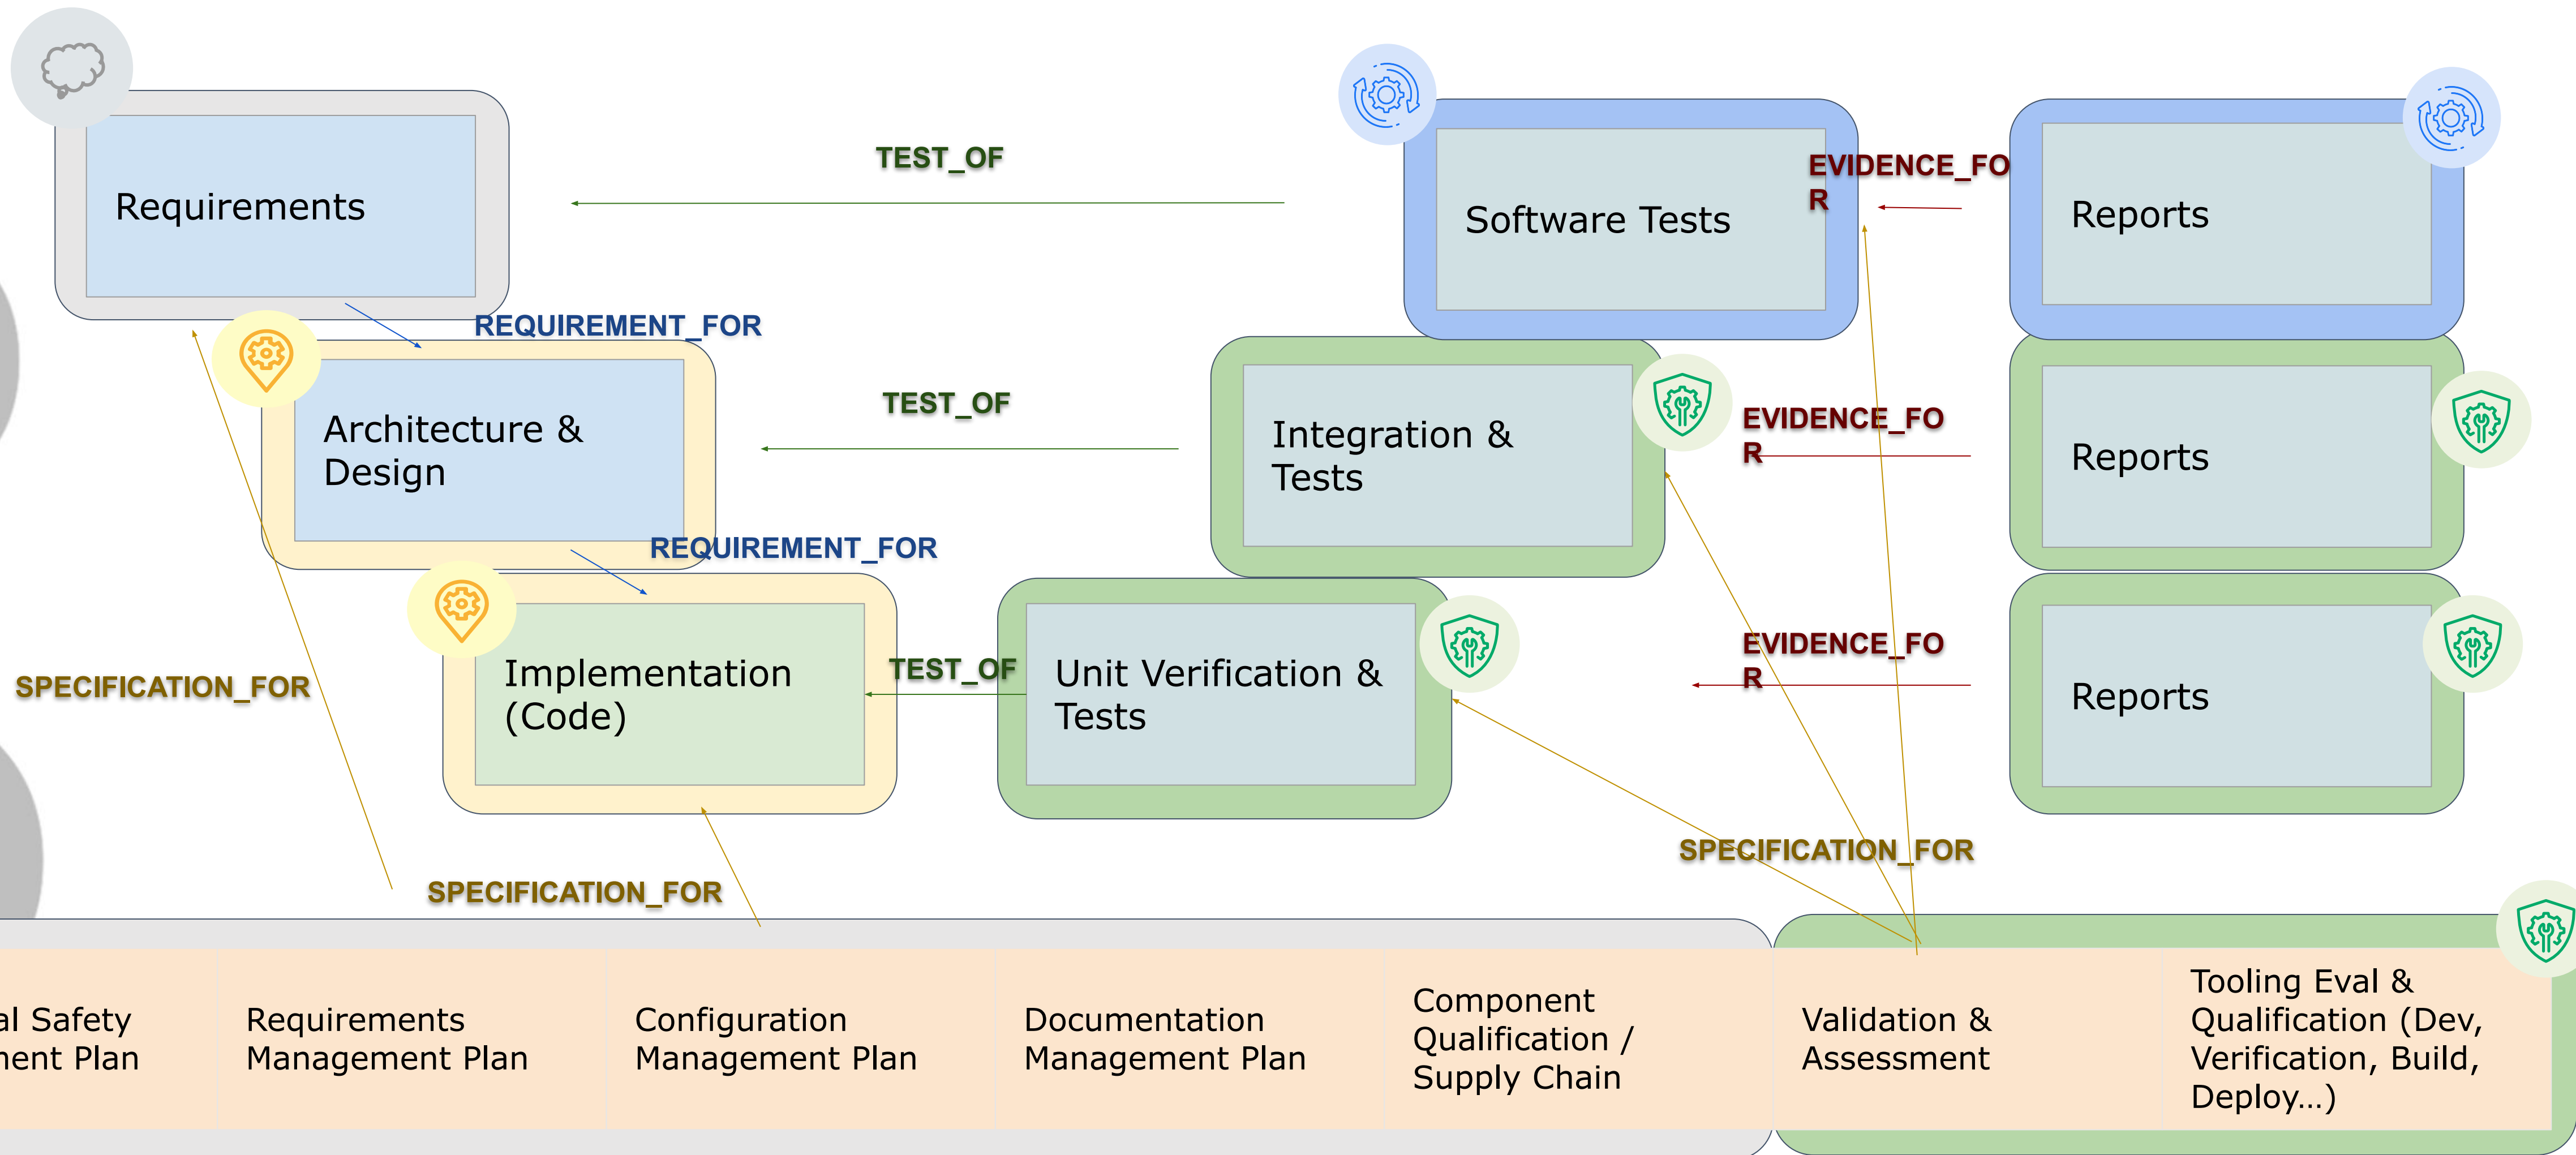 TEST_OF
EVIDENCE_FO
R
Requirements
Software Tests
Reports
REQUIREMENT_FOR
TEST_OF
EVIDENCE_FO
R
Architecture &
Design
Integration &
Tests
Reports
REQUIREMENT_FOR
TEST_OF
EVIDENCE_FO
R
Implementation
(Code)
Unit Verification &
Tests
Reports
SPECIFICATION_FOR
SPECIFICATION_FOR
SPECIFICATION_FOR
al Safety
ment Plan
Requirements
Management Plan
Configuration
Management Plan
Documentation
Management Plan
Component
Qualification /
Supply Chain
Validation &
Assessment
Tooling Eval &
Qualification (Dev,
Verification, Build,
Deploy...)